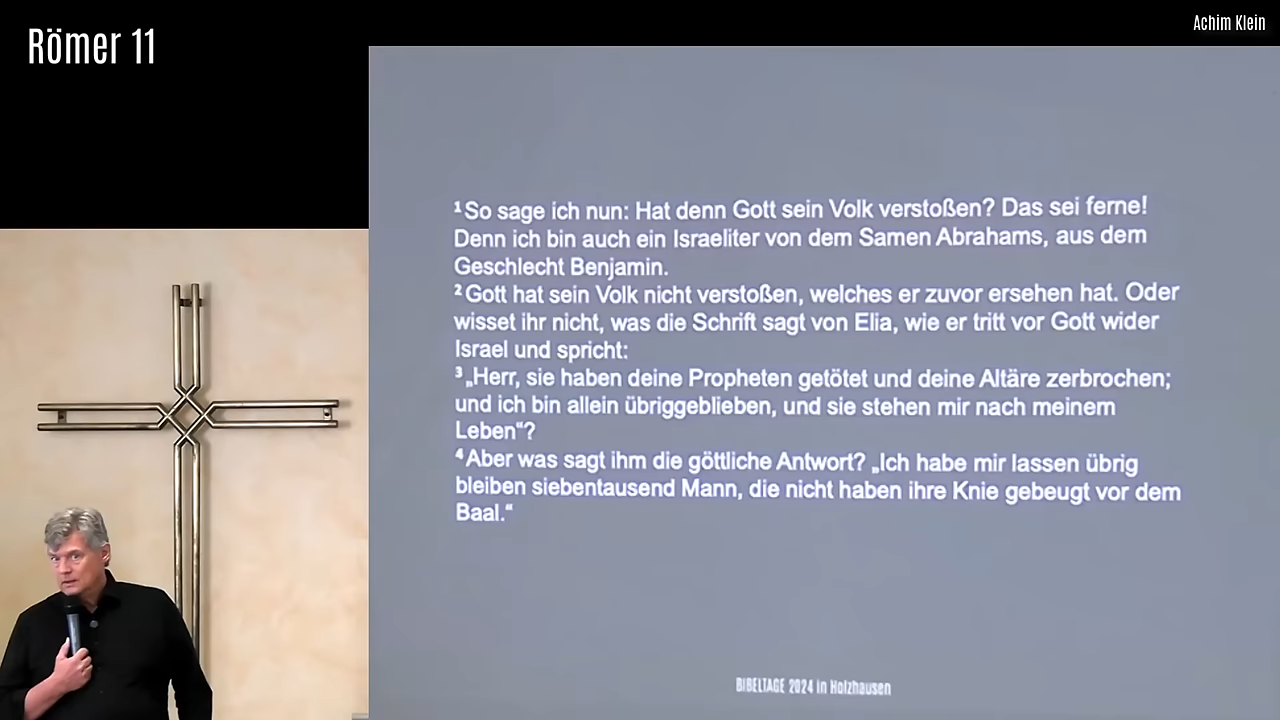 Römer 11
Achim Klein
¹So sage ich nun: Hat denn Gott sein Volk verstoßen? Das sei ferne!
Denn ich bin auch ein Israeliter von dem Samen Abrahams, aus dem
Geschlecht Benjamin.
²Gott hat sein Volk nicht verstoßen, welches er zuvor ersehen hat. Oder
wisset ihr nicht, was die Schrift sagt von Elia, wie er tritt vor Gott wider
Israel und spricht:
³„Herr, sie haben deine Propheten getötet und deine Altäre zerbrochen;
und ich bin allein übriggeblieben, und sie stehen mir nach meinem
Leben“?
⁴Aber was sagt ihm die göttliche Antwort? „Ich habe mir lassen übrig
bleiben siebentausend Mann, die nicht haben ihre Knie gebeugt vor dem
Baal.“
BIBELTAGE 2024 in Holzhausen